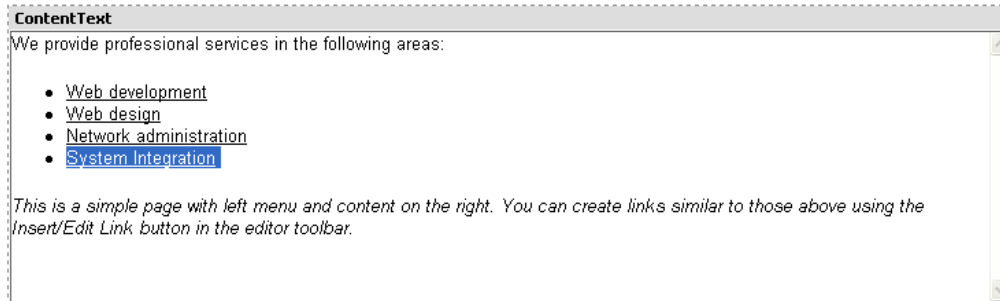 ContentText
We provide professional services in the following areas:
Web development
Web design
Network administration
System Integration
This is a simple page with left menu and content on the right. You can create links similar to those above using the
Insert/Edit Link button in the editor toolbar.